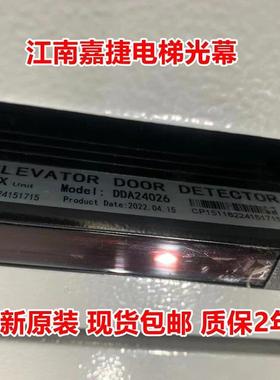 江南嘉捷电梯光幕
LEVATOR DOOR DETECTOR
X Unit
Model: DDA24026
24151715
Product Date:2022.04.15
新原装 现货包邮 质保2年